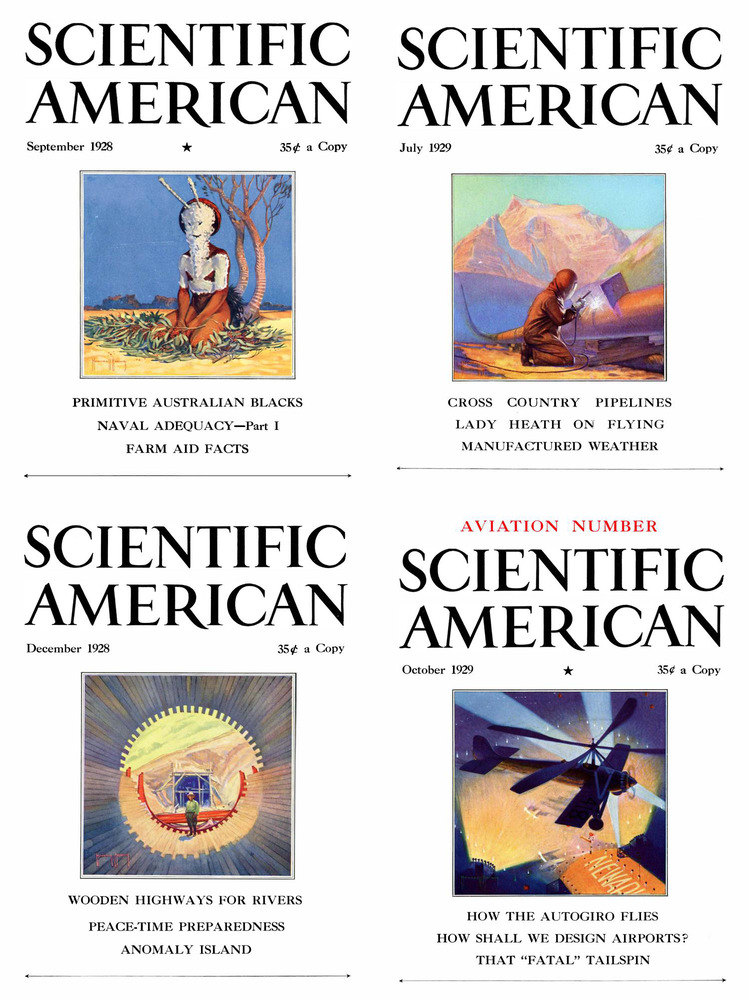 SCIENTIFIC
AMERICAN
September 1928 ★ 35¢ a Copy
PRIMITIVE AUSTRALIAN BLACKS
NAVAL ADEQUACY—Part I
FARM AID FACTS
SCIENTIFIC
AMERICAN
July 1929 35¢ a Copy
CROSS COUNTRY PIPELINES
LADY HEATH ON FLYING
MANUFACTURED WEATHER
SCIENTIFIC
AMERICAN
December 1928 35¢ a Copy
WOODEN HIGHWAYS FOR RIVERS
PEACE-TIME PREPAREDNESS
ANOMALY ISLAND
AVIATION NUMBER
SCIENTIFIC
AMERICAN
October 1929 ★ 35¢ a Copy
NEWARK
HOW THE AUTOGIRO FLIES
HOW SHALL WE DESIGN AIRPORTS?
THAT “FATAL” TAILSPIN